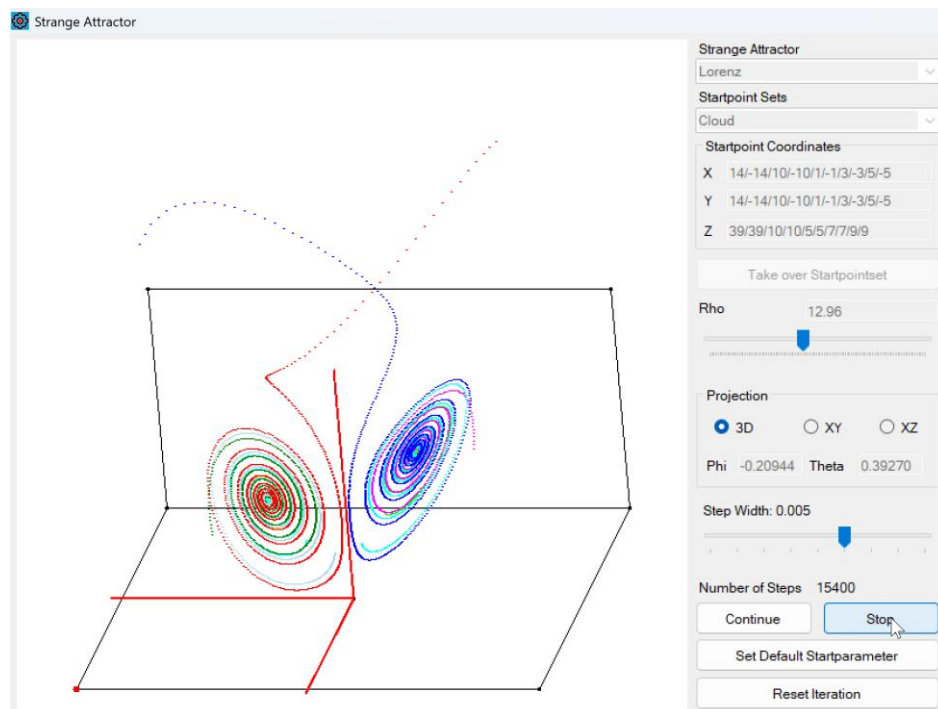 Strange Attractor
Strange Attractor
Lorenz
Startpoint Sets
Cloud
Startpoint Coordinates
X 14/-14/10/-10/1/-1/3/-3/5/-5
Y 14/-14/10/-10/1/-1/3/-3/5/-5
Z 39/39/10/10/5/5/7/7/9/9
Take over Startpointset
Rho 12.96
Projection
3D XY XZ
Phi -0.20944 Theta 0.39270
Step Width: 0.005
Number of Steps 15400
Continue Stop
Set Default Startparameter
Reset Iteration